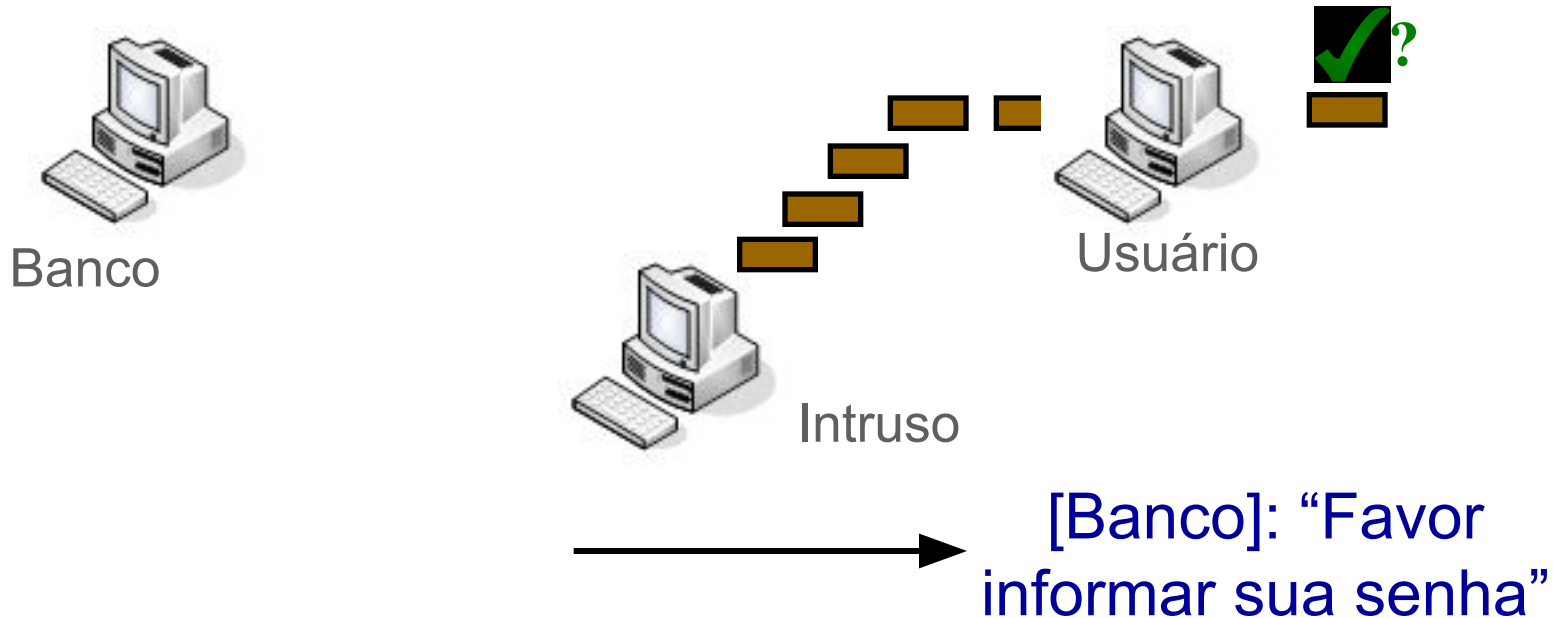 ?
Banco
Usuário
Intruso
[Banco]: “Favor
informar sua senha”